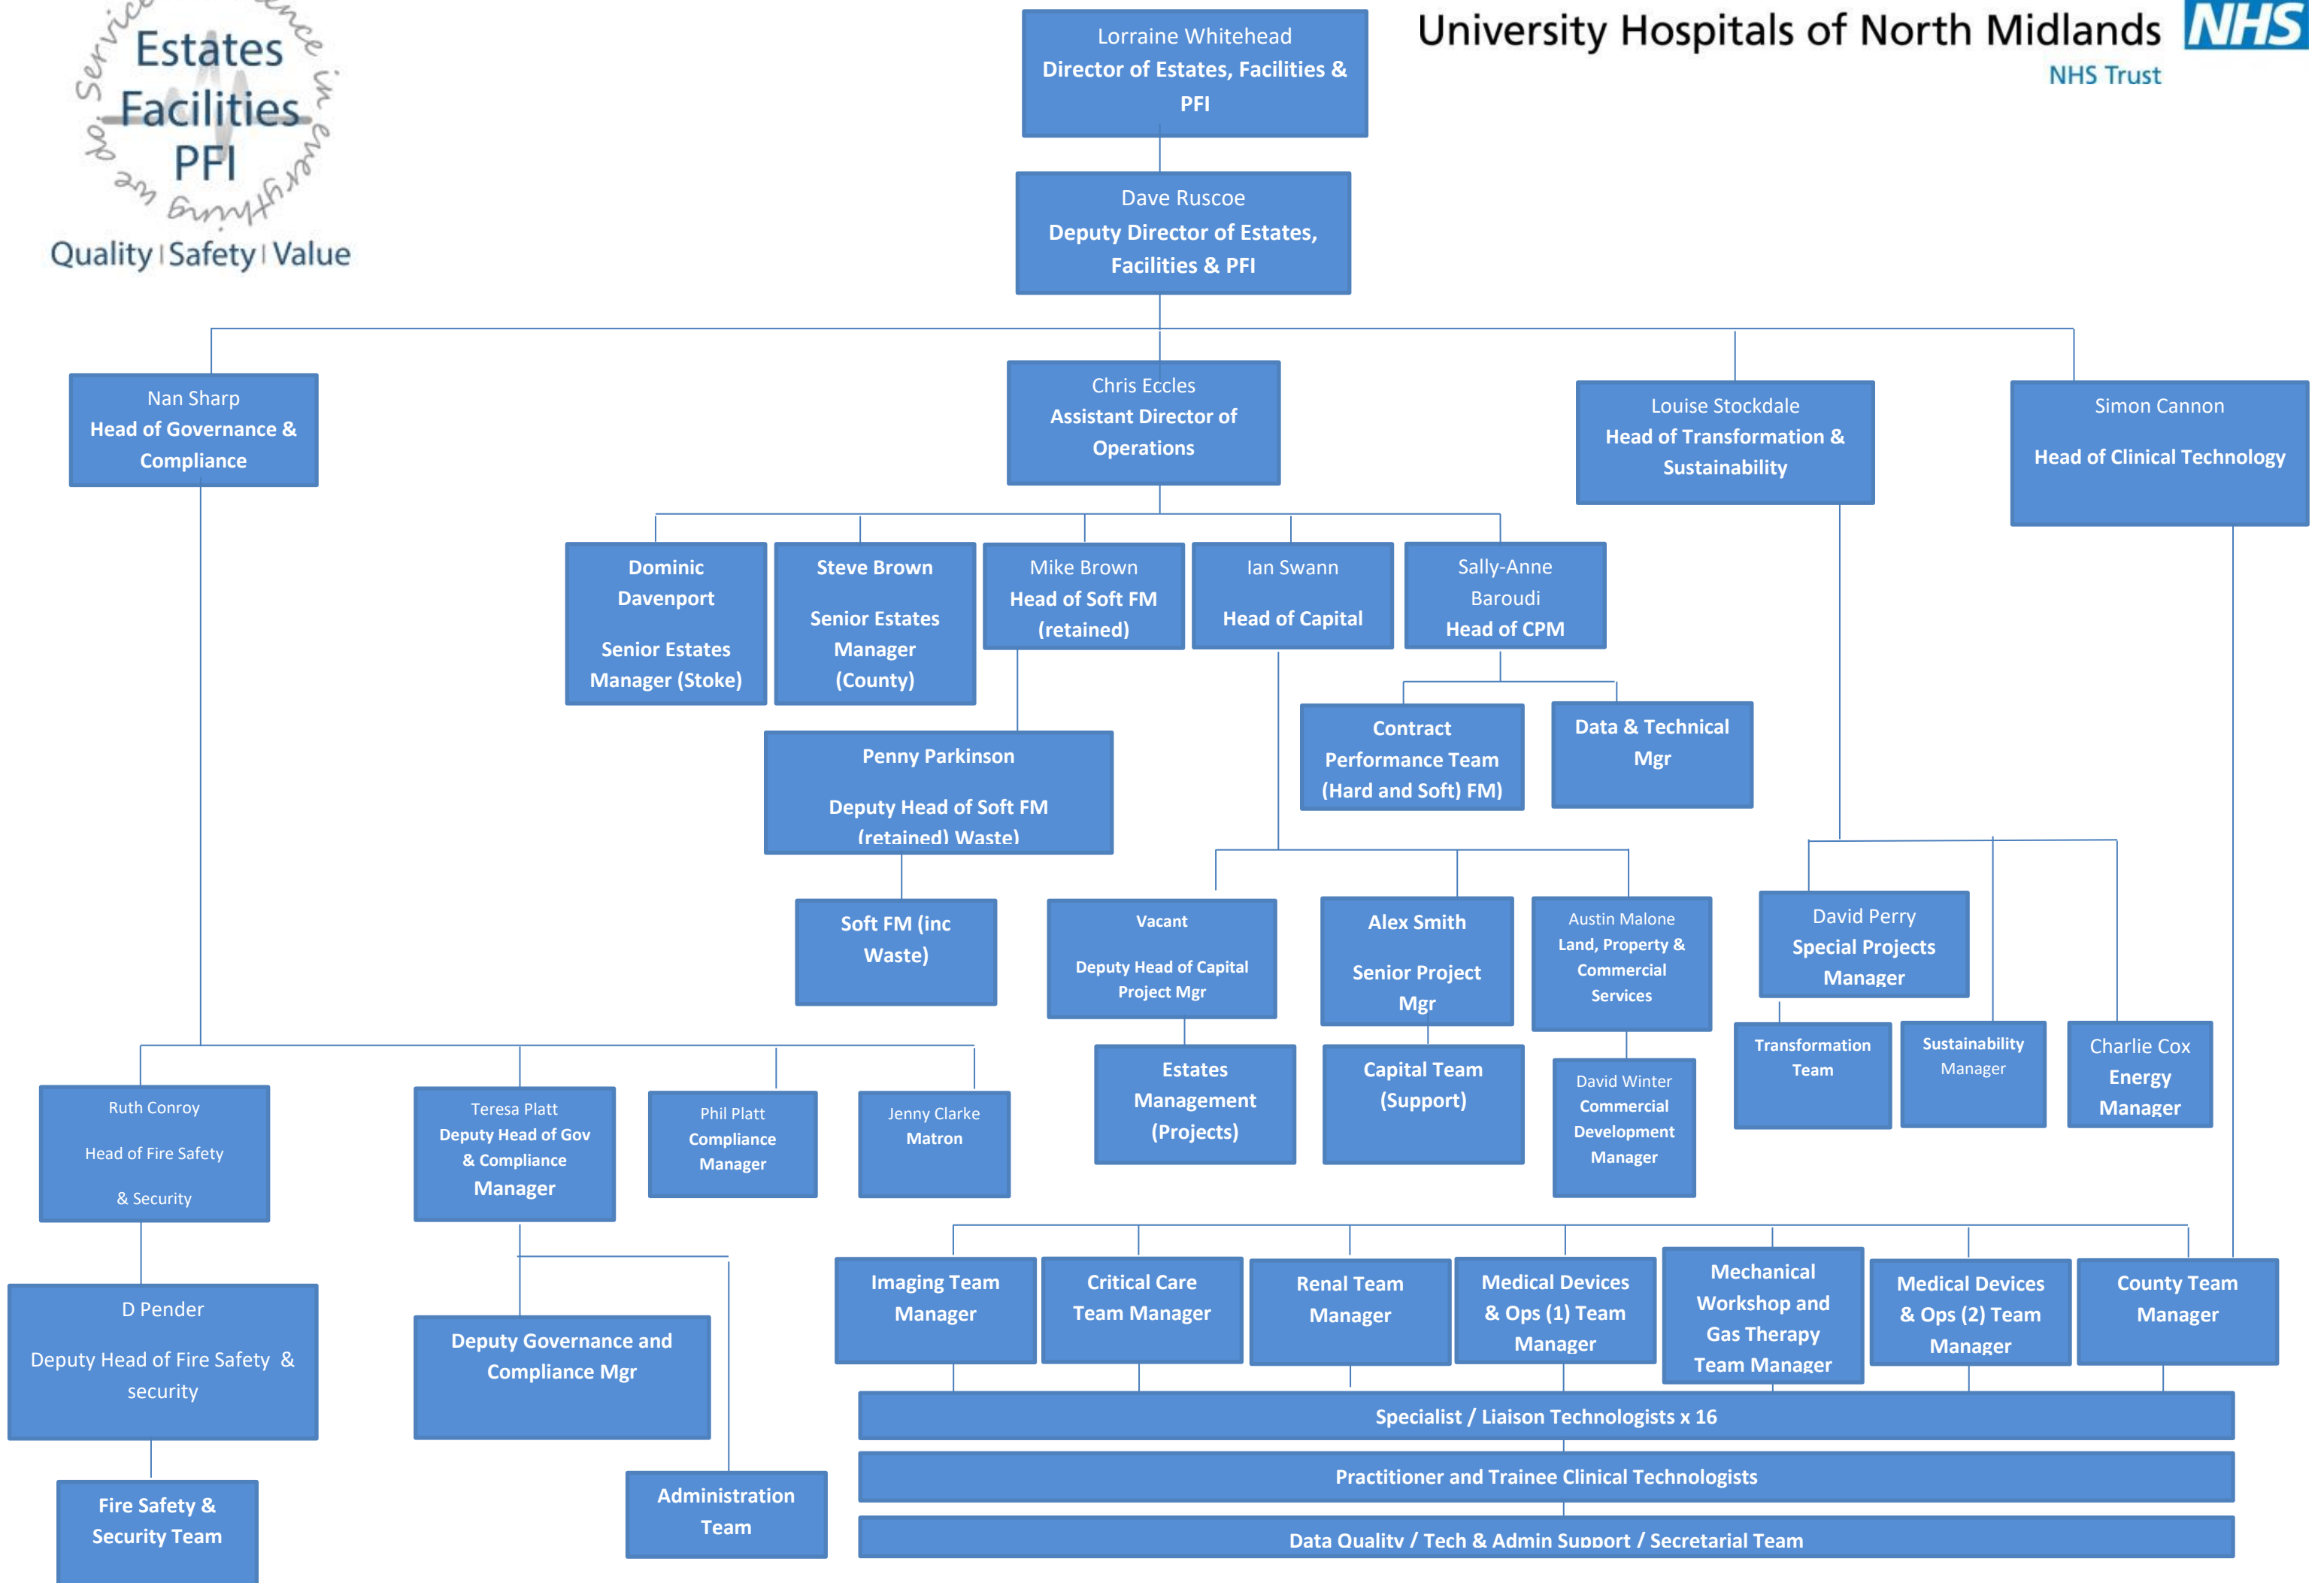 Service
in everything we do.
Estates
Facilities
PFI
Quality | Safety | Value
University Hospitals of North Midlands NHS
NHS Trust
Lorraine Whitehead
Director of Estates, Facilities &
PFI
Dave Ruscoe
Deputy Director of Estates,
Facilities & PFI
Nan Sharp
Head of Governance &
Compliance
Chris Eccles
Assistant Director of
Operations
Louise Stockdale
Head of Transformation &
Sustainability
Simon Cannon
Head of Clinical Technology
Dominic
Davenport
Senior Estates
Manager (Stoke)
Steve Brown
Senior Estates
Manager
(County)
Mike Brown
Head of Soft FM
(retained)
Ian Swann
Head of Capital
Sally-Anne
Baroudi
Head of CPM
Contract
Performance Team
(Hard and Soft) FM)
Data & Technical
Mgr
Penny Parkinson
Deputy Head of Soft FM
(retained) Waste)
Soft FM (inc
Waste)
Vacant
Deputy Head of Capital
Project Mgr
Alex Smith
Senior Project
Mgr
Austin Malone
Land, Property &
Commercial
Services
David Perry
Special Projects
Manager
Estates
Management
(Projects)
Capital Team
(Support)
David Winter
Commercial
Development
Manager
Transformation
Team
Sustainability
Manager
Charlie Cox
Energy
Manager
Ruth Conroy
Head of Fire Safety
& Security
Teresa Platt
Deputy Head of Gov
& Compliance
Manager
Phil Platt
Compliance
Manager
Jenny Clarke
Matron
D Pender
Deputy Head of Fire Safety &
security
Deputy Governance and
Compliance Mgr
Fire Safety &
Security Team
Administration
Team
Imaging Team
Manager
Critical Care
Team Manager
Renal Team
Manager
Medical Devices
& Ops (1) Team
Manager
Mechanical
Workshop and
Gas Therapy
Team Manager
Medical Devices
& Ops (2) Team
Manager
County Team
Manager
Specialist / Liaison Technologists x 16
Practitioner and Trainee Clinical Technologists
Data Quality / Tech & Admin Support / Secretarial Team